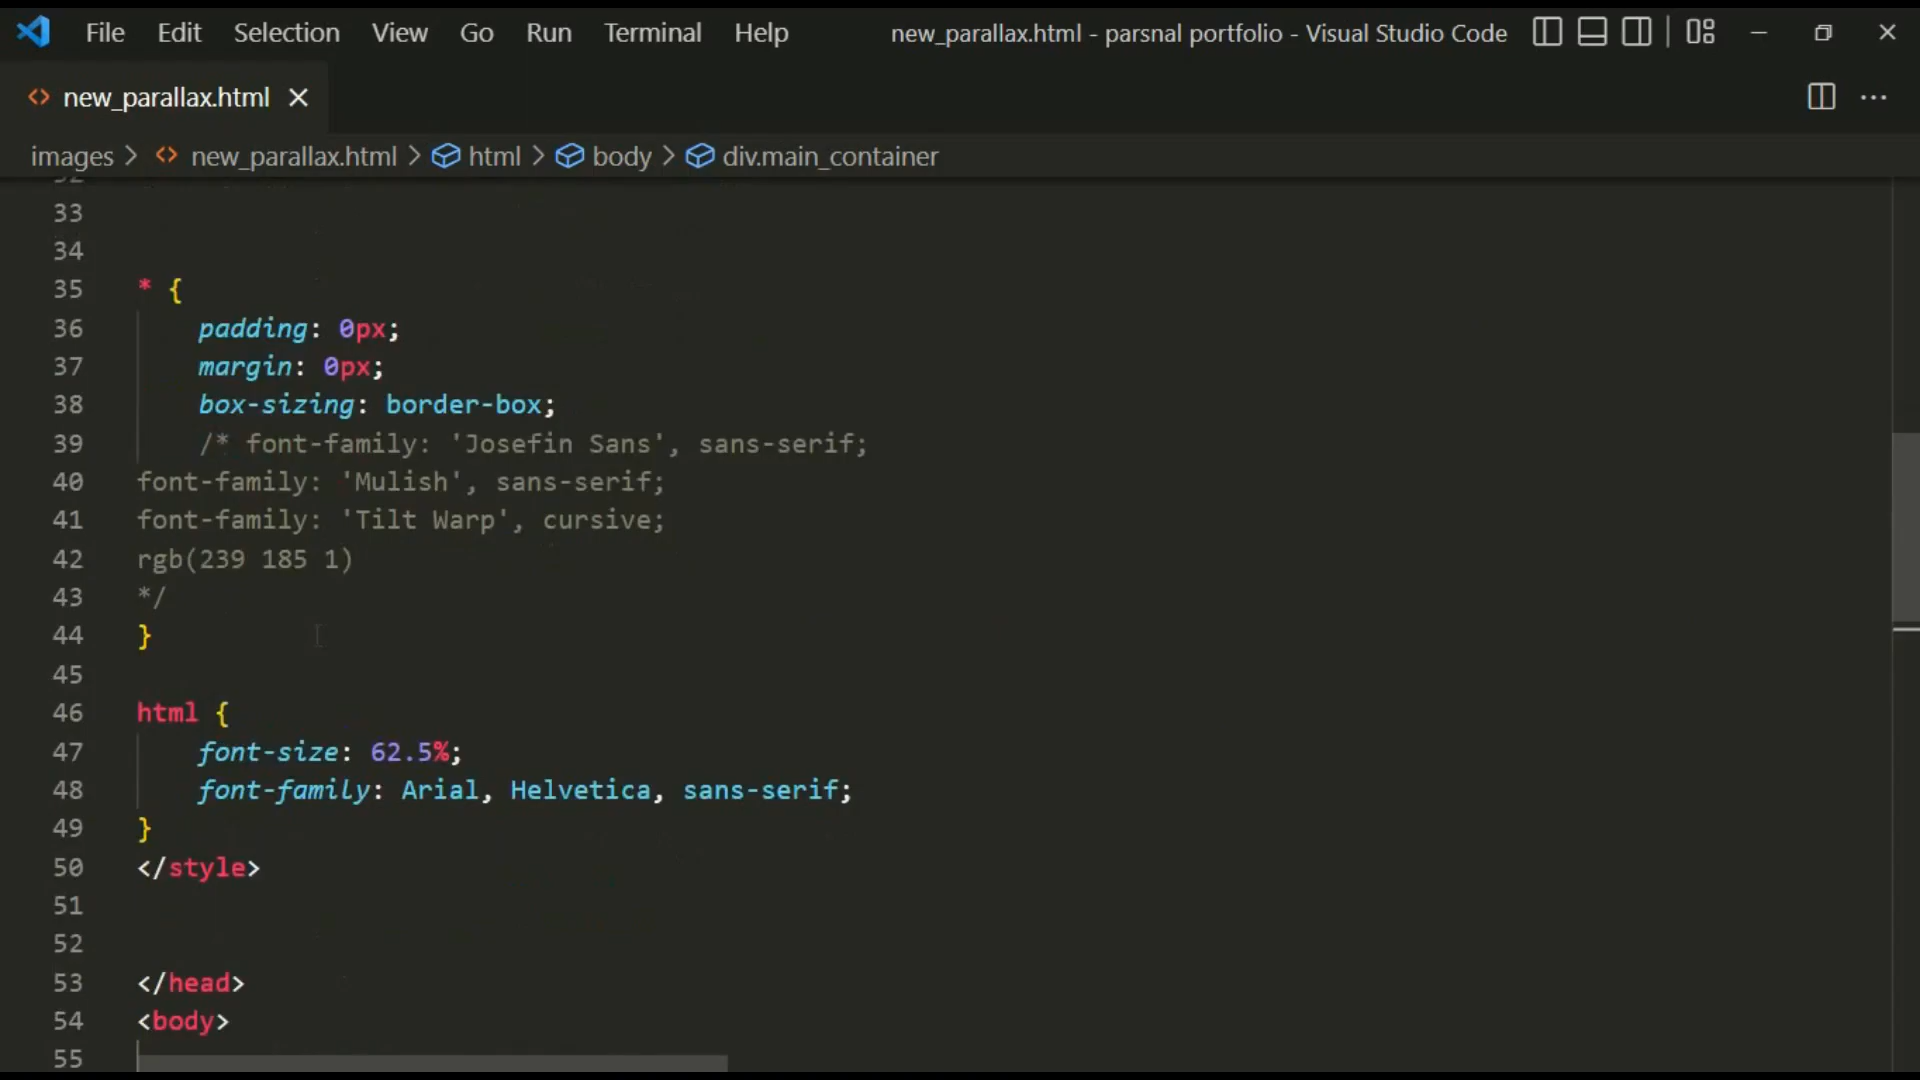 File Edit Selection View Go Run Terminal Help new_parallax.html - parsnal portfolio - Visual Studio Code
new_parallax.html
images > new_parallax.html > html > body > div.main_container
32
33
34
35 * {
36 padding: 0px;
37 margin: 0px;
38 box-sizing: border-box;
39 /* font-family: 'Josefin Sans', sans-serif;
40 font-family: 'Mulish', sans-serif;
41 font-family: 'Tilt Warp', cursive;
42 rgb(239 185 1)
43 */
44 }
45
46 html {
47 font-size: 62.5%;
48 font-family: Arial, Helvetica, sans-serif;
49 }
50 </style>
51
52
53 </head>
54 <body>
55